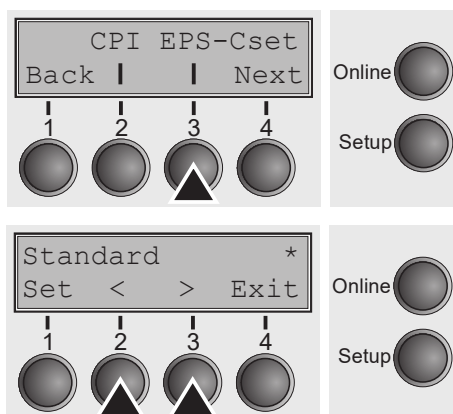 CPI EPS-Cset
Back Next
1 2 3 4
Online
Setup
Standard *
Set < > Exit
1 2 3 4
Online
Setup